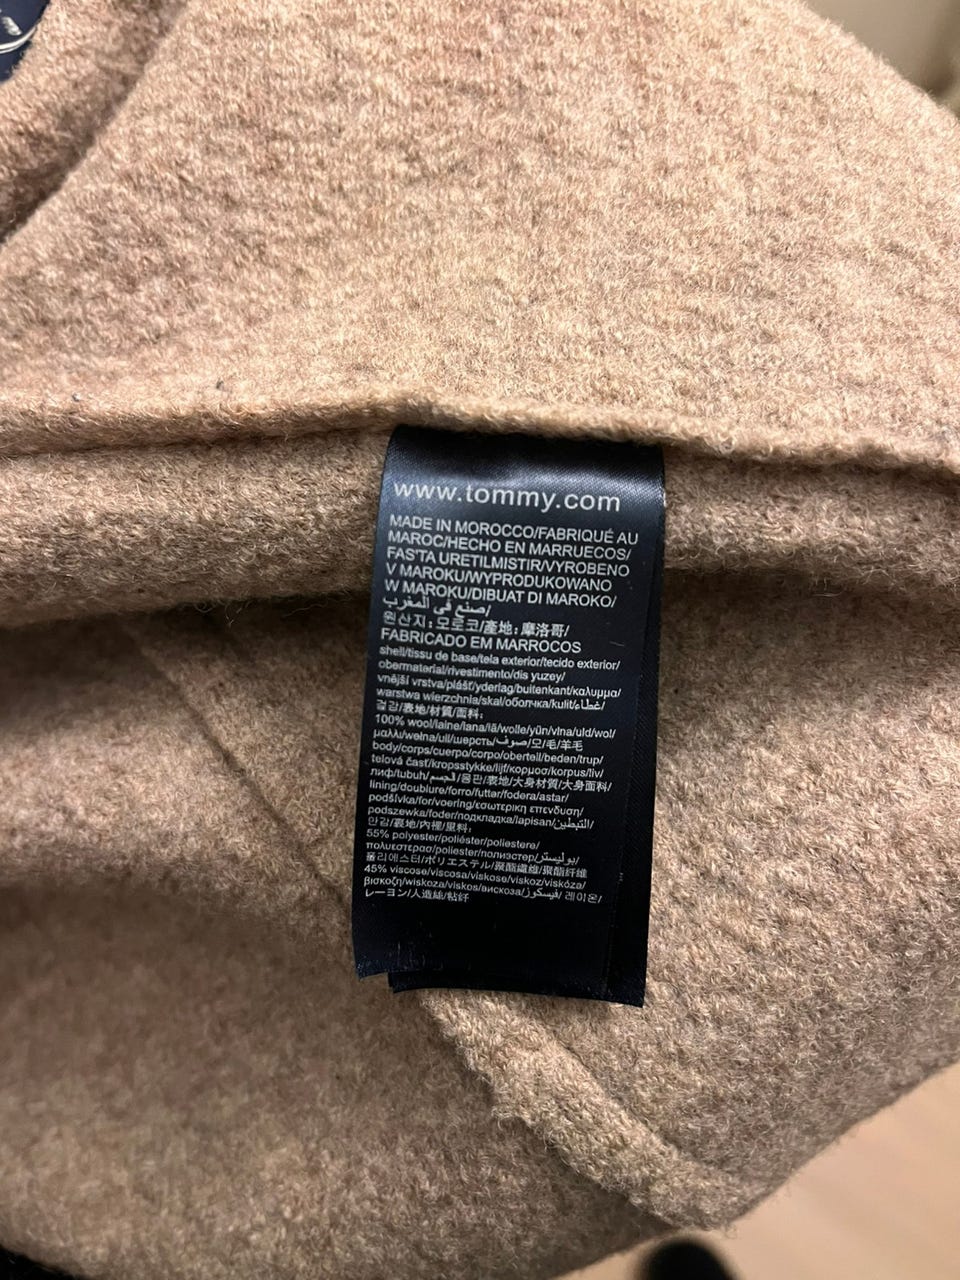 www.tommy.com
MADE IN MOROCCO/FABRIQUÉ AU
MAROC/HECHO EN MARRUECOS/
FAS'TA URETILMISTIR/VYROBENO
V MAROKU/WYPRODUKOWANO
W MAROKU/DIBUAT DI MAROKO/
صنع في المغرب/
원산지: 모로코/產地: 摩洛哥/
FABRICADO EM MARROCOS
shell/tissu de base/tela exterior/tecido exterior/
obermaterial/rivestimento/dis yuzey/
vnější vrstva/plášť/yderlag/buitenkant/καλυμμα/
warstwa wierzchnia/skal/оболчка/kulit/غطاء/
겉감/表地/材質/面料:
100% wool/laine/lana/lã/wolle/yün/vlna/uld/wol/
μαλλι/wełna/ull/шерсть/صوف/모/毛/羊毛
body/corps/cuerpo/corpo/oberteil/beden/trup/
telová časť/kropsstykke/lijf/κορμοσ/korpus/liv/
лиф/tubuh/الجسم/몸판/表地/大身材質/大身面料/
lining/doublure/forro/futter/fodera/astar/
podšívka/for/voering/εσωτερικη επενδυση/
podszewka/foder/подкладка/lapisan/التبطين/
안감/裏地/內裡/里料:
55% polyester/poliéster/poliestere/
πολυεστερασ/poliester/полиэстер/بوليستر/
폴리에스터/ポリエステル/聚酯纖維/聚酯纤维
45% viscose/viscosa/viskose/viskoz/viskóza/
βισκοζη/wiskoza/viskos/вискоза/فيسكوز/ 레이온/
レーヨン/人造絲/粘纤